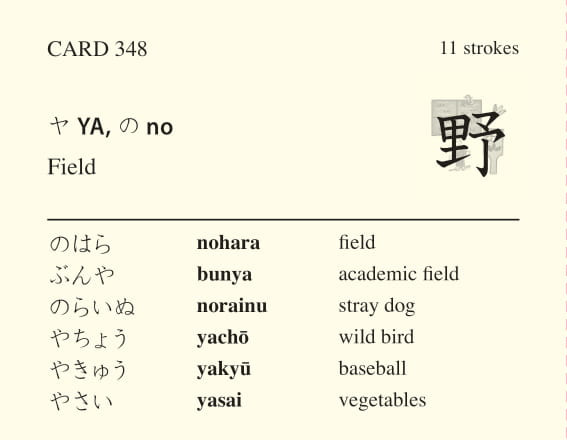 CARD 348
11 strokes
ヤ YA, の no
Field
野
のはら nohara field
ぶんや bunya academic field
のらいぬ norainu stray dog
やちょう yachō wild bird
やきゅう yakyū baseball
やさい yasai vegetables